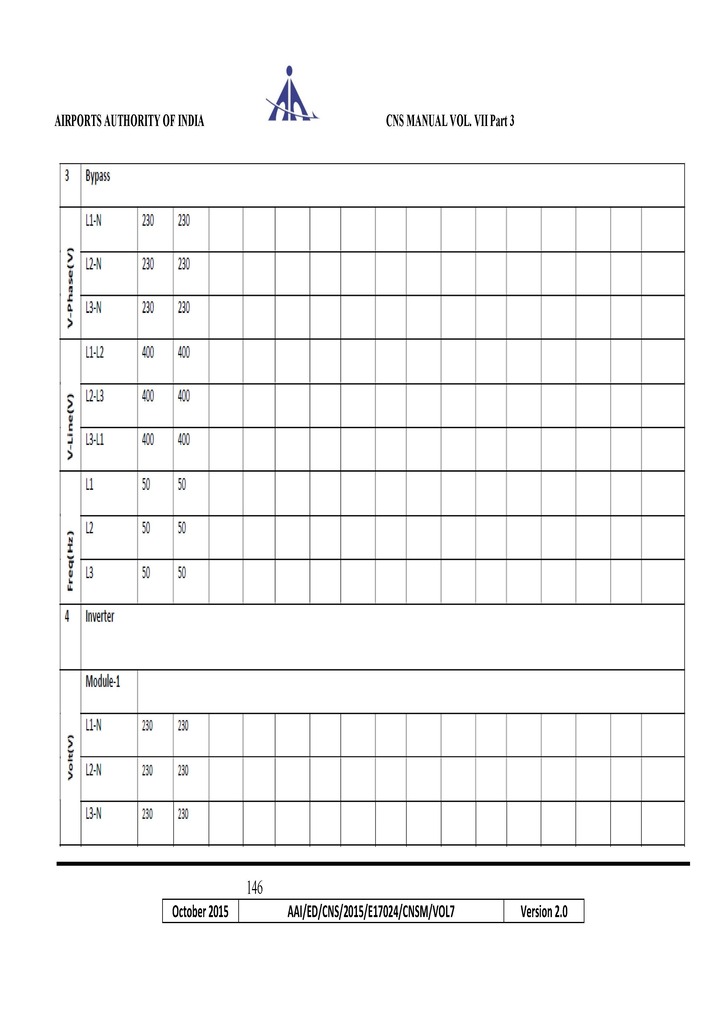 AIRPORTS AUTHORITY OF INDIA CNS MANUAL VOL. VII Part 3
3 Bypass
V-Phase(V)
L1-N 230 230
L2-N 230 230
L3-N 230 230
V-Line(V)
L1-L2 400 400
L2-L3 400 400
L3-L1 400 400
Freq(Hz)
L1 50 50
L2 50 50
L3 50 50
4 Inverter
Volt(V)
Module-1
L1-N 230 230
L2-N 230 230
L3-N 230 230
146
October 2015 AAI/ED/CNS/2015/E17024/CNSM/VOL7 Version 2.0